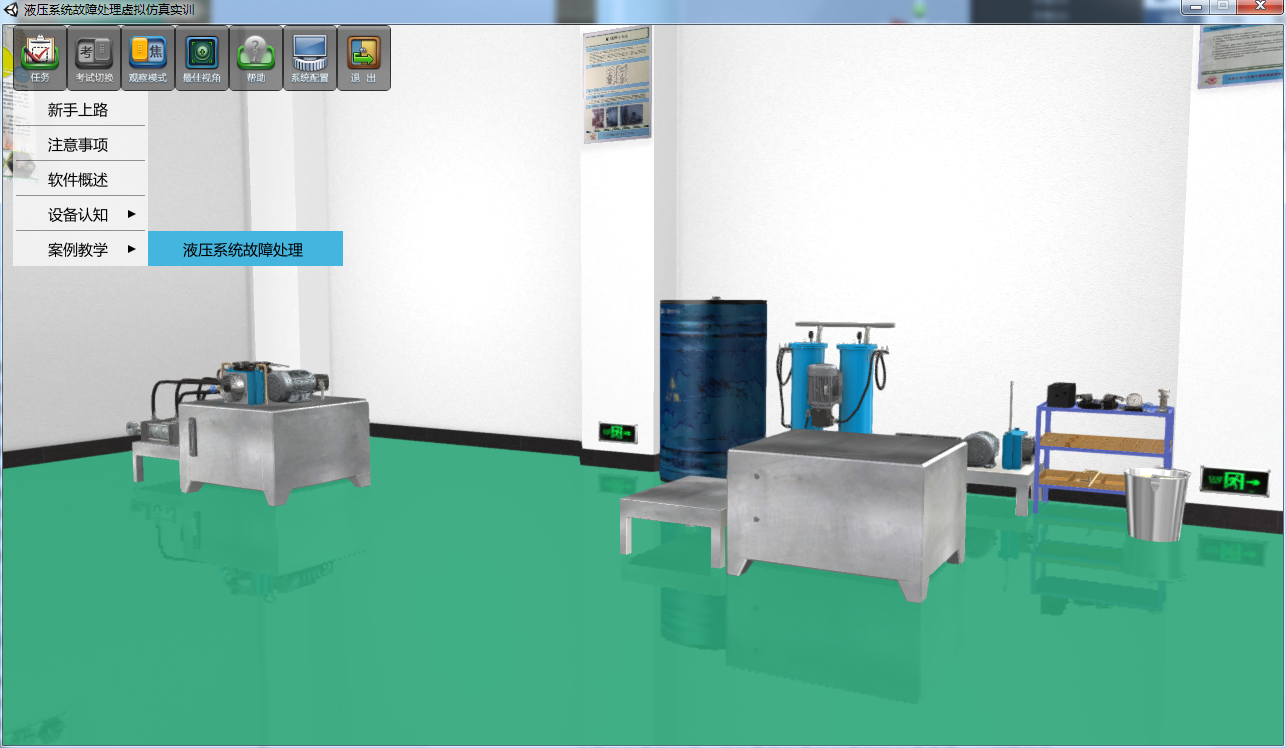 液压系统故障处理虚拟仿真实训
任务
考试切换
观察模式
最佳视角
帮助
系统配置
退 出
考
焦
新手上路
注意事项
软件概述
设备认知
案例教学
液压系统故障处理